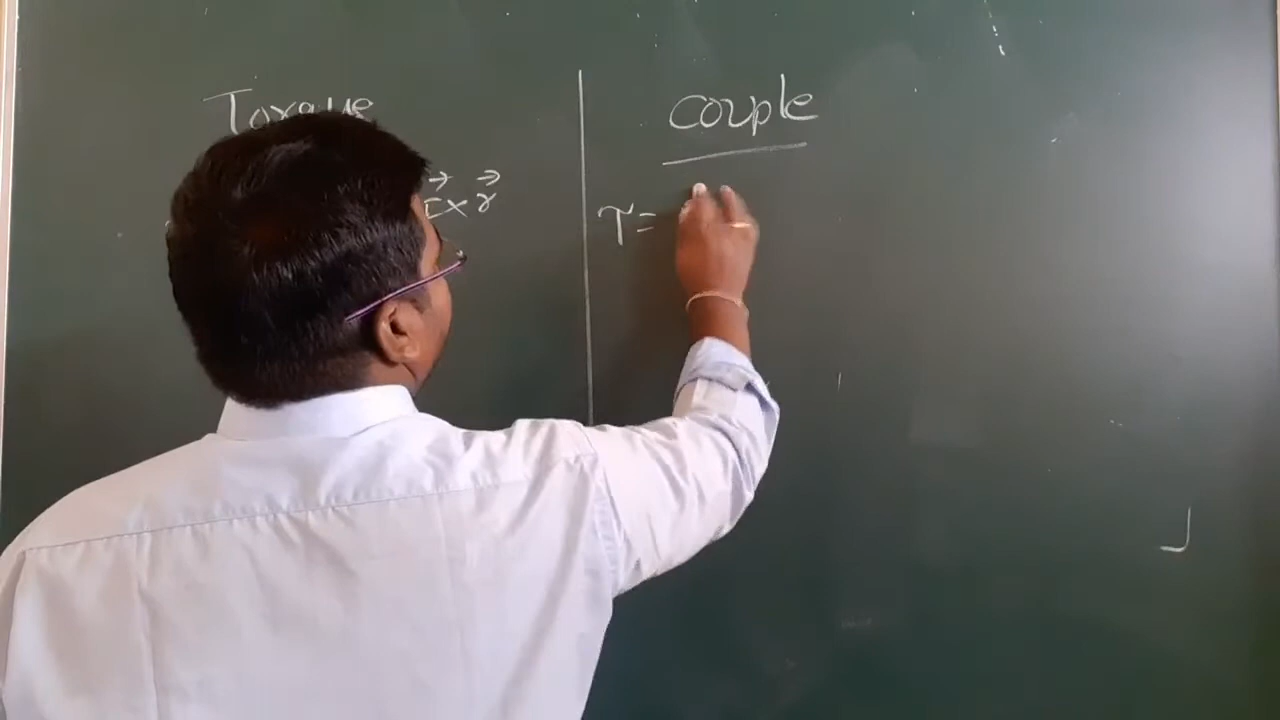 Torque
Couple
× r⃗
τ=